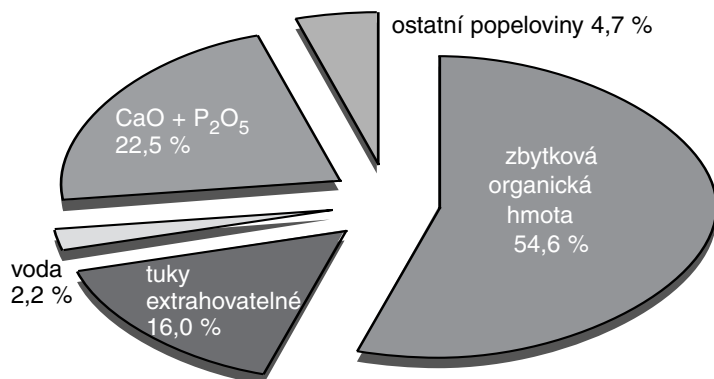 ostatní popeloviny 4,7 %
CaO + P₂O₅
22,5 %
zbytková
organická
hmota
54,6 %
voda
2,2 %
tuky
extrahovatelné
16,0 %